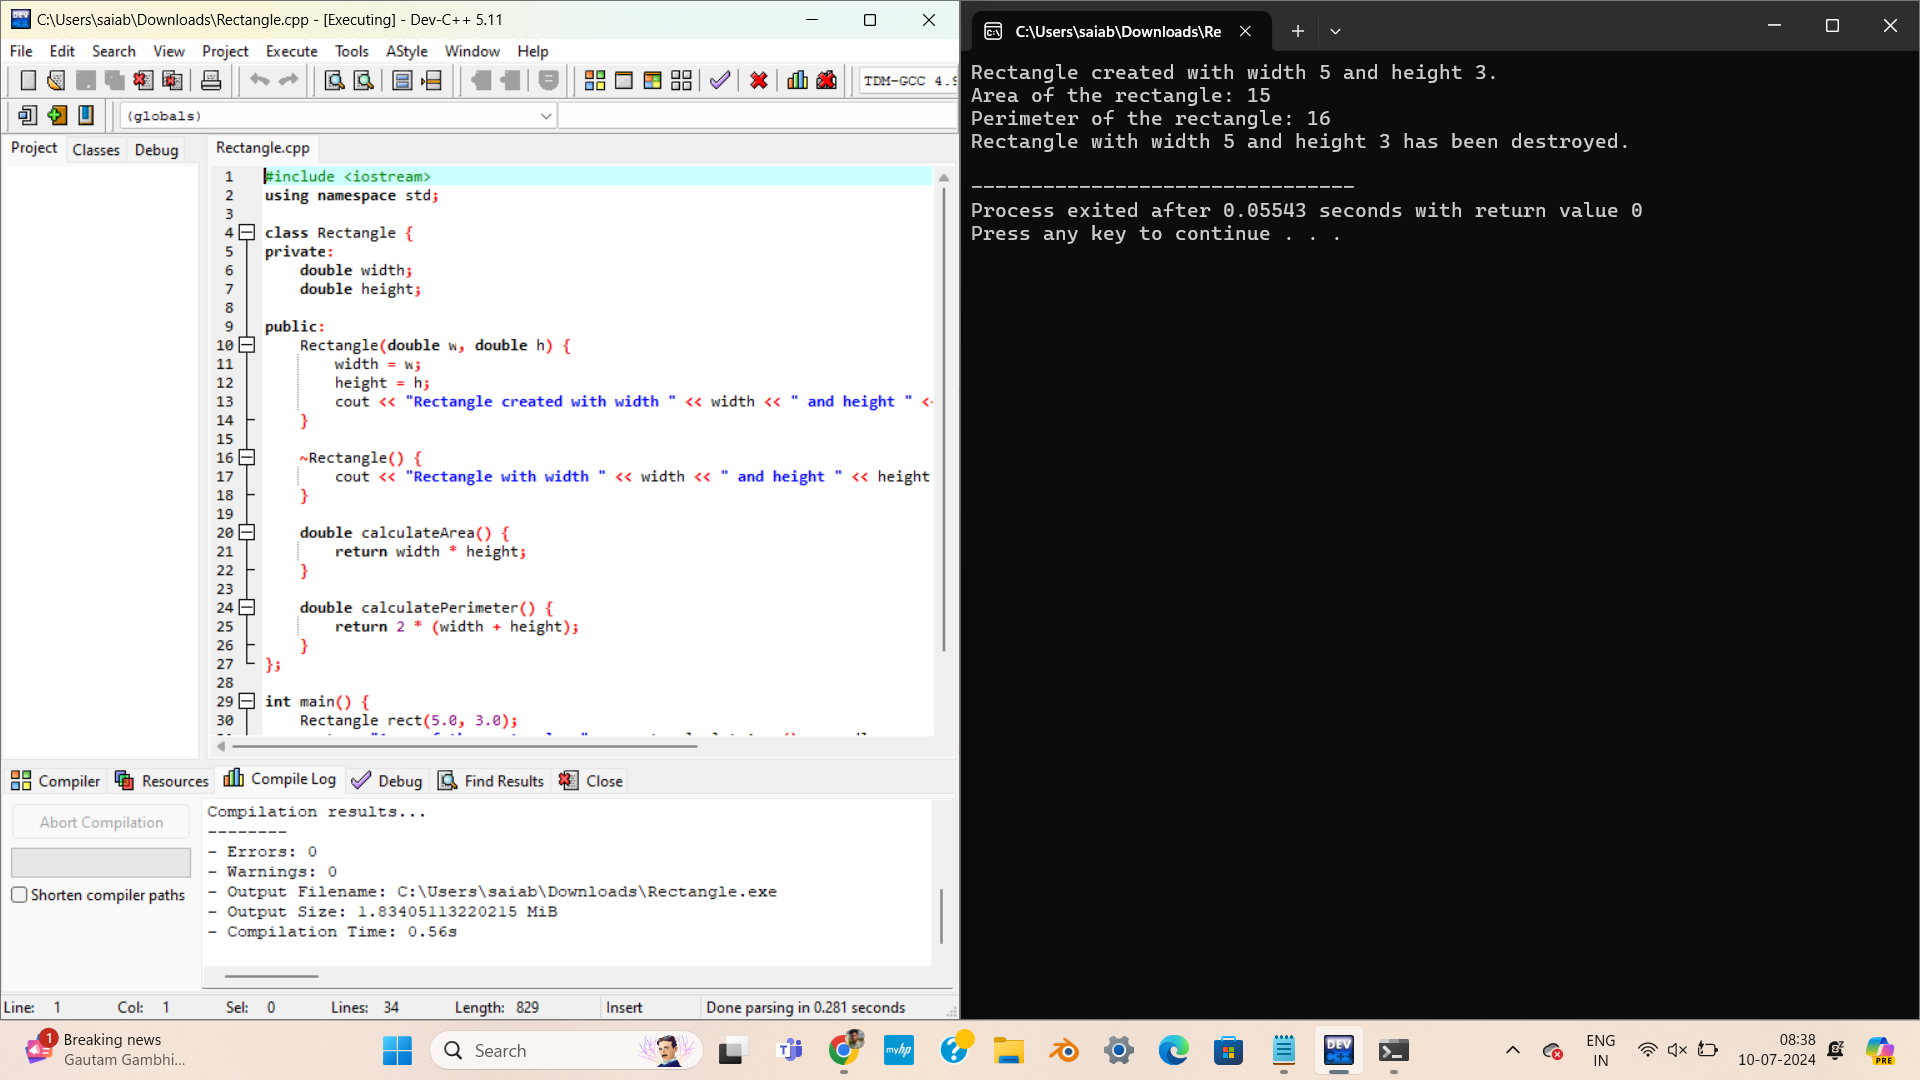 C:\Users\saiab\Downloads\Rectangle.cpp - [Executing] - Dev-C++ 5.11
File Edit Search View Project Execute Tools AStyle Window Help
TDM-GCC 4.9
(globals)
Project Classes Debug
Rectangle.cpp
1 #include <iostream>
2 using namespace std;
3
4 class Rectangle {
5 private:
6     double width;
7     double height;
8
9 public:
10     Rectangle(double w, double h) {
11         width = w;
12         height = h;
13         cout << "Rectangle created with width " << width << " and height " <<
14     }
15
16     ~Rectangle() {
17         cout << "Rectangle with width " << width << " and height " << height
18     }
19
20     double calculateArea() {
21         return width * height;
22     }
23
24     double calculatePerimeter() {
25         return 2 * (width + height);
26     }
27 };
28
29 int main() {
30     Rectangle rect(5.0, 3.0);
Compiler Resources Compile Log Debug Find Results Close
Abort Compilation
Shorten compiler paths
Compilation results...
--------
- Errors: 0
- Warnings: 0
- Output Filename: C:\Users\saiab\Downloads\Rectangle.exe
- Output Size: 1.83405113220215 MiB
- Compilation Time: 0.56s
Line: 1 Col: 1 Sel: 0 Lines: 34 Length: 829 Insert Done parsing in 0.281 seconds
C:\Users\saiab\Downloads\Re
Rectangle created with width 5 and height 3.
Area of the rectangle: 15
Perimeter of the rectangle: 16
Rectangle with width 5 and height 3 has been destroyed.
--------------------------------
Process exited after 0.05543 seconds with return value 0
Press any key to continue . . .
1
Breaking news
Gautam Gambhi...
Search
myhp
DEV
C++
ENG
IN
08:38
10-07-2024
PRE